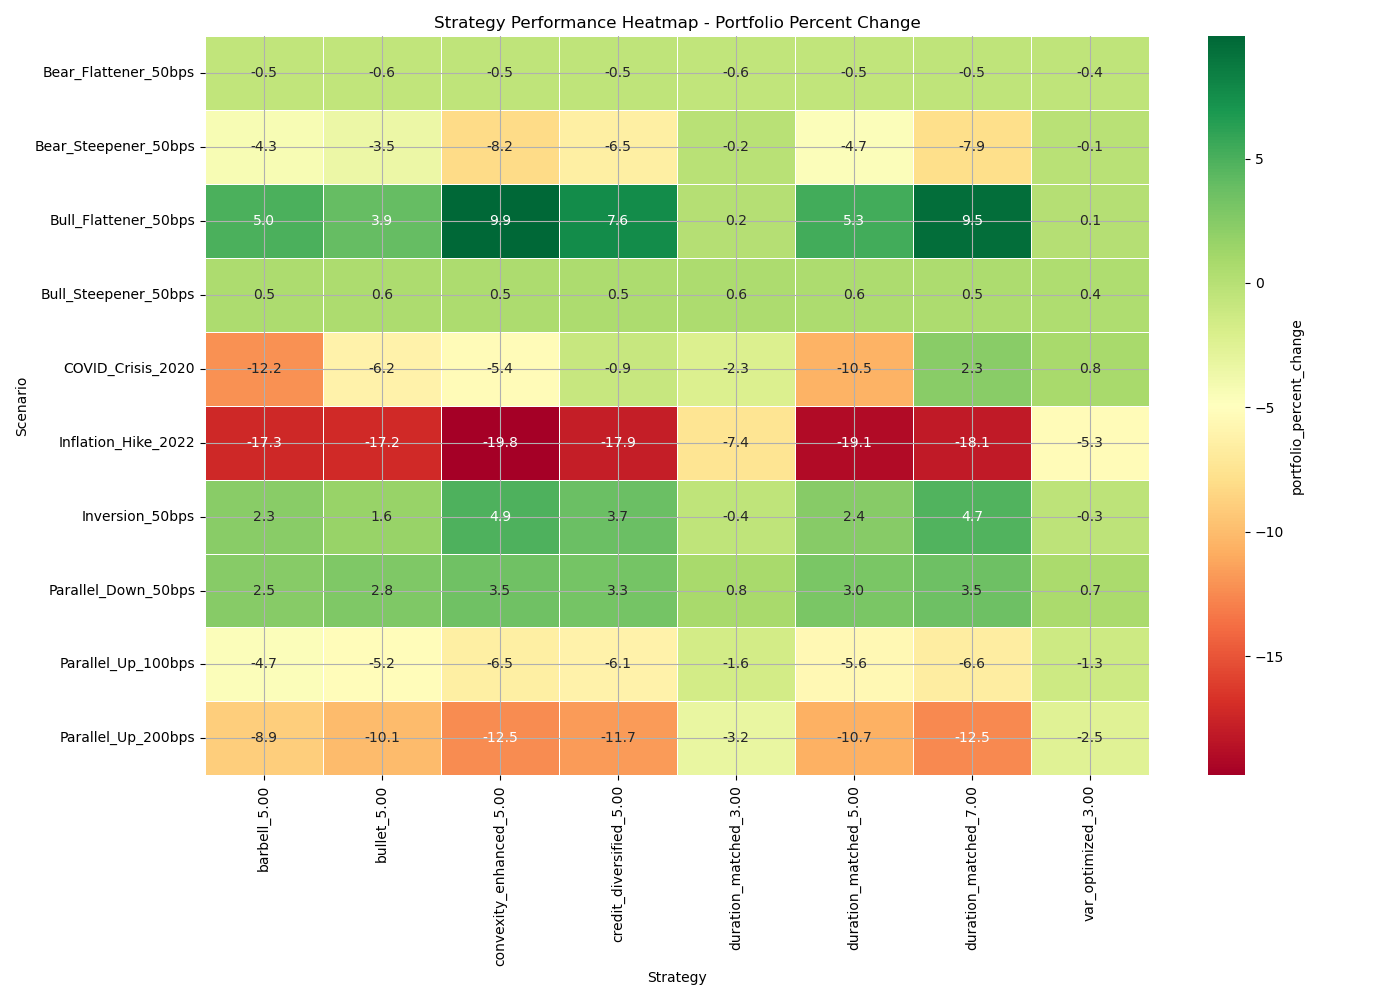 Strategy Performance Heatmap - Portfolio Percent Change
Scenario
Bear_Flattener_50bps -0.5 -0.6 -0.5 -0.5 -0.6 -0.5 -0.5 -0.4
Bear_Steepener_50bps -4.3 -3.5 -8.2 -6.5 -0.2 -4.7 -7.9 -0.1
Bull_Flattener_50bps 5.0 3.9 9.9 7.6 0.2 5.3 9.5 0.1
Bull_Steepener_50bps 0.5 0.6 0.5 0.5 0.6 0.6 0.5 0.4
COVID_Crisis_2020 -12.2 -6.2 -5.4 -0.9 -2.3 -10.5 2.3 0.8
Inflation_Hike_2022 -17.3 -17.2 -19.8 -17.9 -7.4 -19.1 -18.1 -5.3
Inversion_50bps 2.3 1.6 4.9 3.7 -0.4 2.4 4.7 -0.3
Parallel_Down_50bps 2.5 2.8 3.5 3.3 0.8 3.0 3.5 0.7
Parallel_Up_100bps -4.7 -5.2 -6.5 -6.1 -1.6 -5.6 -6.6 -1.3
Parallel_Up_200bps -8.9 -10.1 -12.5 -11.7 -3.2 -10.7 -12.5 -2.5
barbell_5.00
bullet_5.00
convexity_enhanced_5.00
credit_diversified_5.00
duration_matched_3.00
duration_matched_5.00
duration_matched_7.00
var_optimized_3.00
Strategy
5
0
−5
−10
−15
portfolio_percent_change